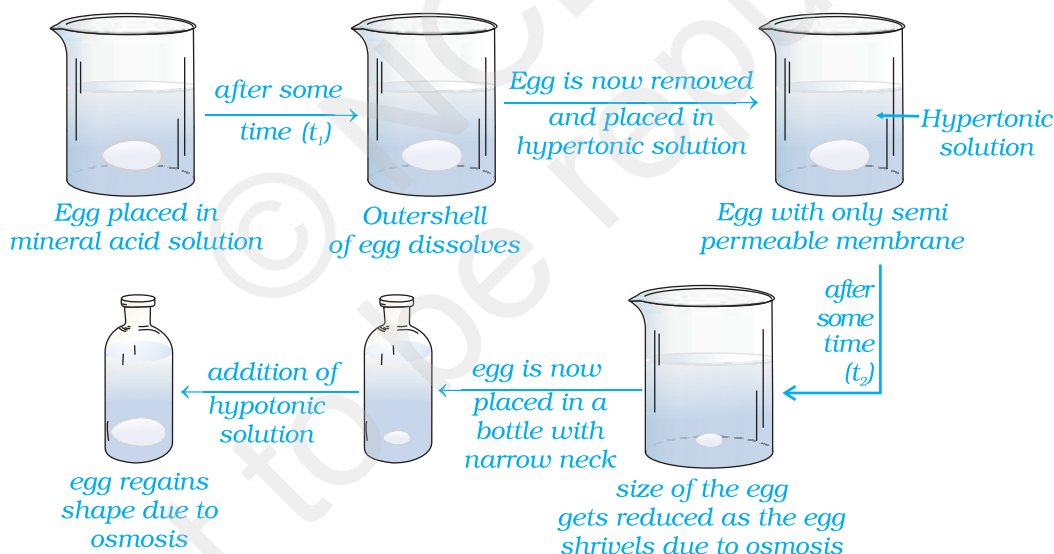 after some
time (t₁)
Egg is now removed
and placed in
hypertonic solution
Hypertonic
solution
Egg placed in
mineral acid solution
Outershell
of egg dissolves
Egg with only semi
permeable membrane
after
some
time
(t₂)
egg is now
placed in a
bottle with
narrow neck
addition of
hypotonic
solution
egg regains
shape due to
osmosis
size of the egg
gets reduced as the egg
shrivels due to osmosis